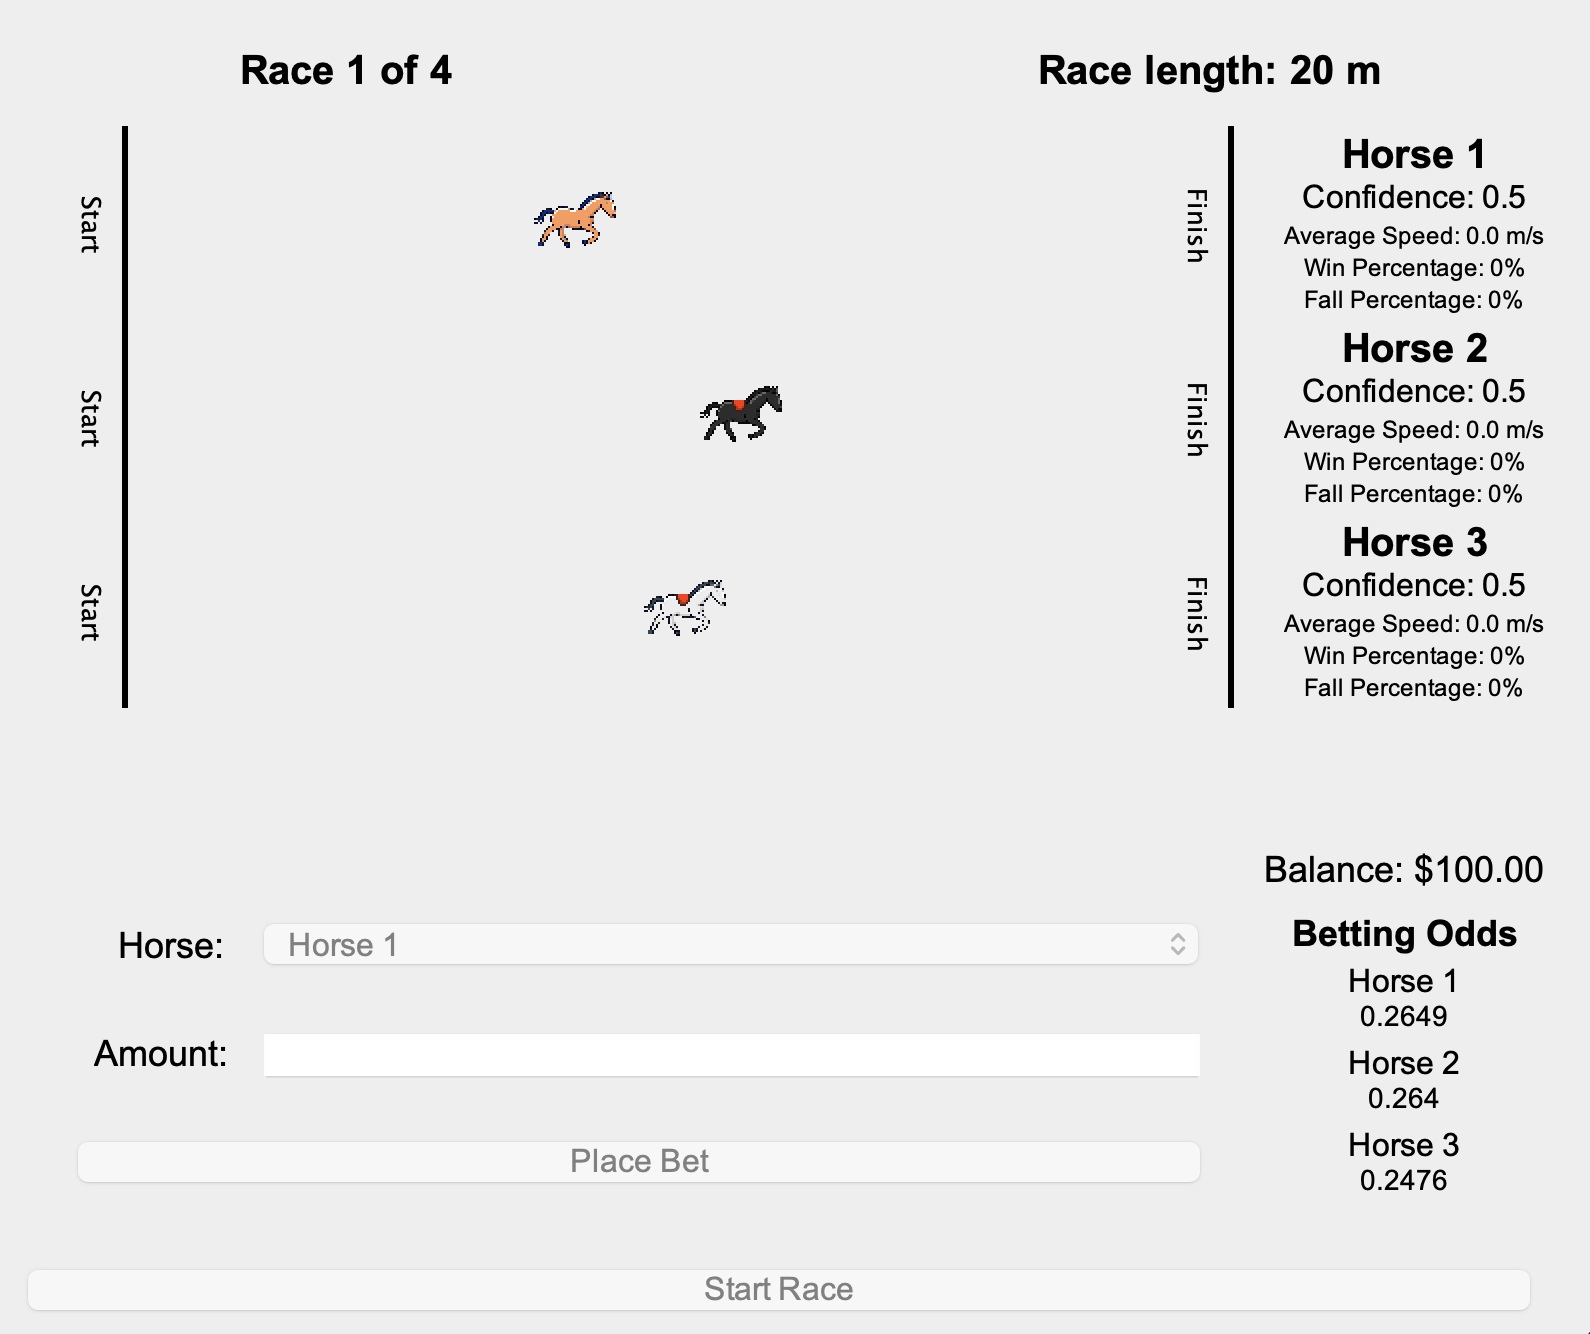 Race 1 of 4
Race length: 20 m
Start
Finish
Horse 1
Confidence: 0.5
Average Speed: 0.0 m/s
Win Percentage: 0%
Fall Percentage: 0%
Start
Finish
Horse 2
Confidence: 0.5
Average Speed: 0.0 m/s
Win Percentage: 0%
Fall Percentage: 0%
Start
Finish
Horse 3
Confidence: 0.5
Average Speed: 0.0 m/s
Win Percentage: 0%
Fall Percentage: 0%
Balance: $100.00
Horse:
Horse 1
Amount:
Place Bet
Betting Odds
Horse 1
0.2649
Horse 2
0.264
Horse 3
0.2476
Start Race